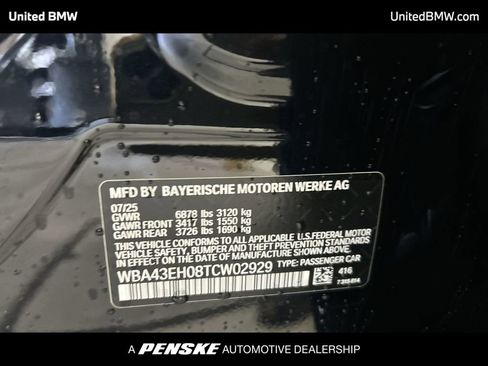 United BMW UnitedBMW.com
MFD BY BAYERISCHE MOTOREN WERKE AG
07/25
GVWR 6878 lbs 3120 kg
GAWR FRONT 3417 lbs 1550 kg
GAWR REAR 3726 lbs 1690 kg
THIS VEHICLE CONFORMS TO ALL APPLICABLE U.S. FEDERAL MOTOR
VEHICLE SAFETY, BUMPER, AND THEFT PREVENTION STANDARDS
IN EFFECT ON THE DATE OF MANUFACTURE SHOWN ABOVE.
WBA43EH08TCW02929 TYPE: PASSENGER CAR
416
7 315 814
A PENSKE AUTOMOTIVE DEALERSHIP